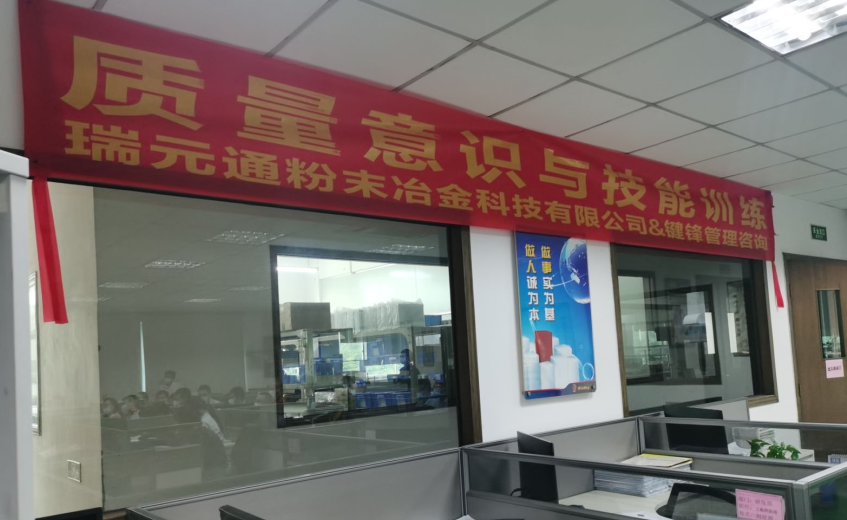 质量意识与技能训练
瑞元通粉末冶金科技有限公司&键锋管理咨询
做事实为基
做人诚为本